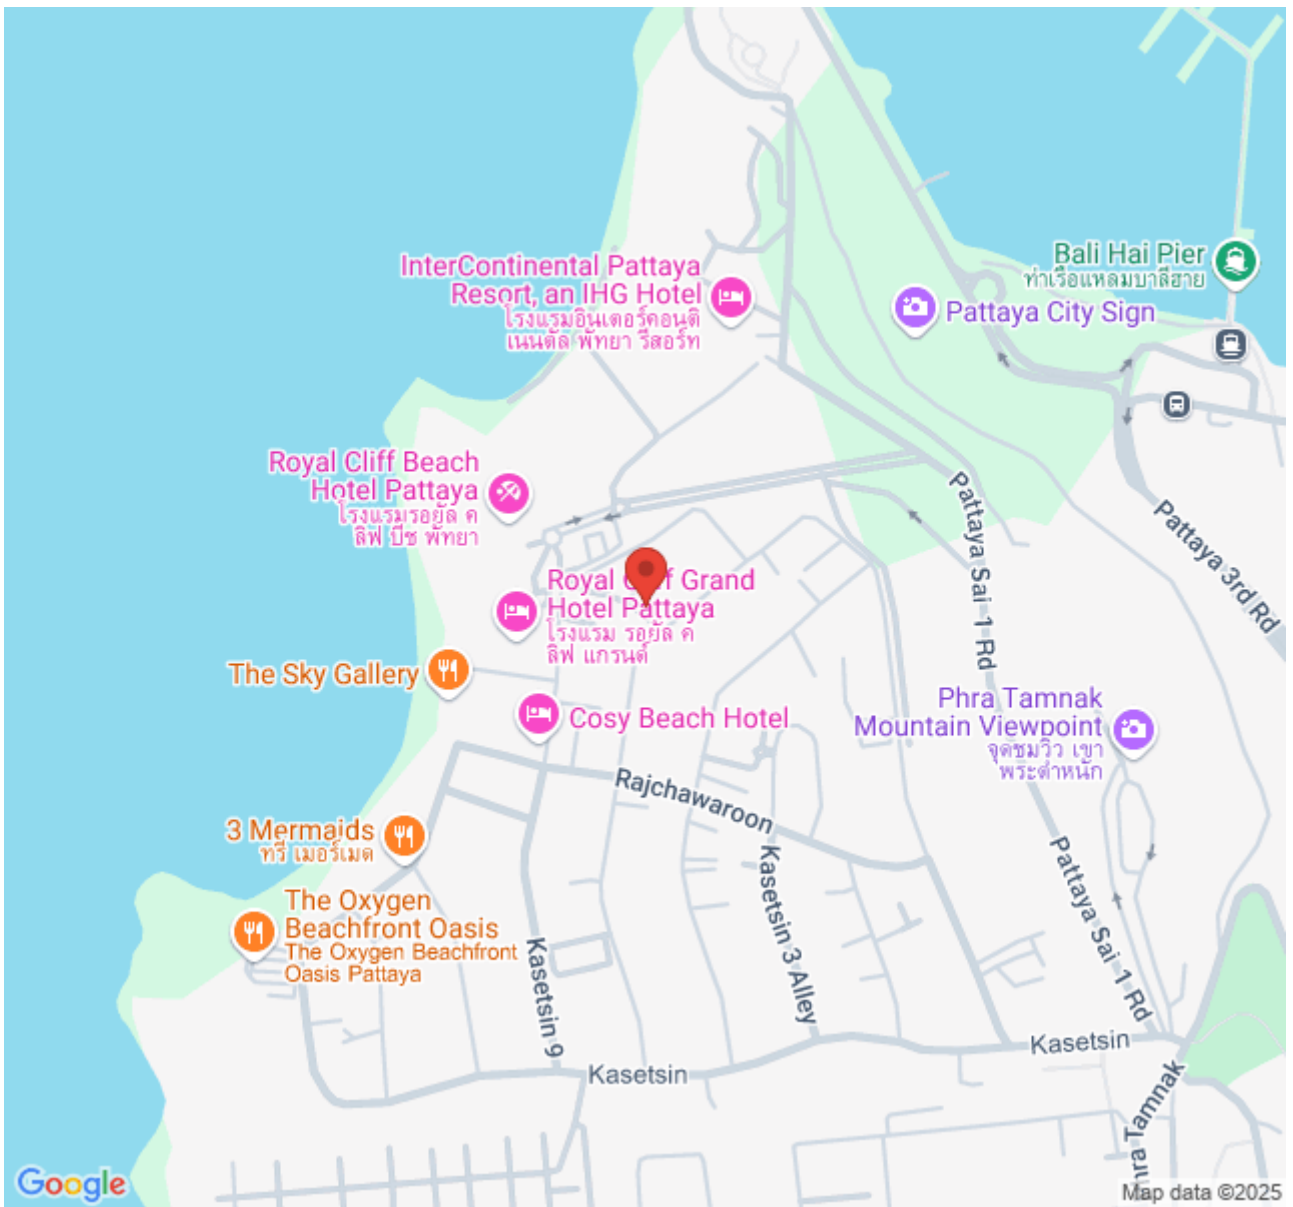 Bali Hai Pier
ท่าเรือแหลมบาลีฮาย
InterContinental Pattaya
Resort, an IHG Hotel
โรงแรมอินเตอร์คอนติ
เนนตัล พัทยา รีสอร์ท
Pattaya City Sign
Royal Cliff Beach
Hotel Pattaya
โรงแรมรอยัล ค
ลิฟ บีช พัทยา
Pattaya Sai 1 Rd
Pattaya 3rd Rd
Royal Grand
Hotel Pattaya
โรงแรม รอยัล ค
ลิฟ แกรนด์
The Sky Gallery
Phra Tamnak
Mountain Viewpoint
จุดชมวิว เขา
พระตำหนัก
Cosy Beach Hotel
Rajchawaroon
3 Mermaids
ทรี เมอร์เมด
Kasetsin 3 Alley
Pattaya Sai 1 Rd
The Oxygen
Beachfront Oasis
The Oxygen Beachfront
Oasis Pattaya
Kasetsin 9
Kasetsin
Kasetsin
Tamnak
Google
Map data ©2025